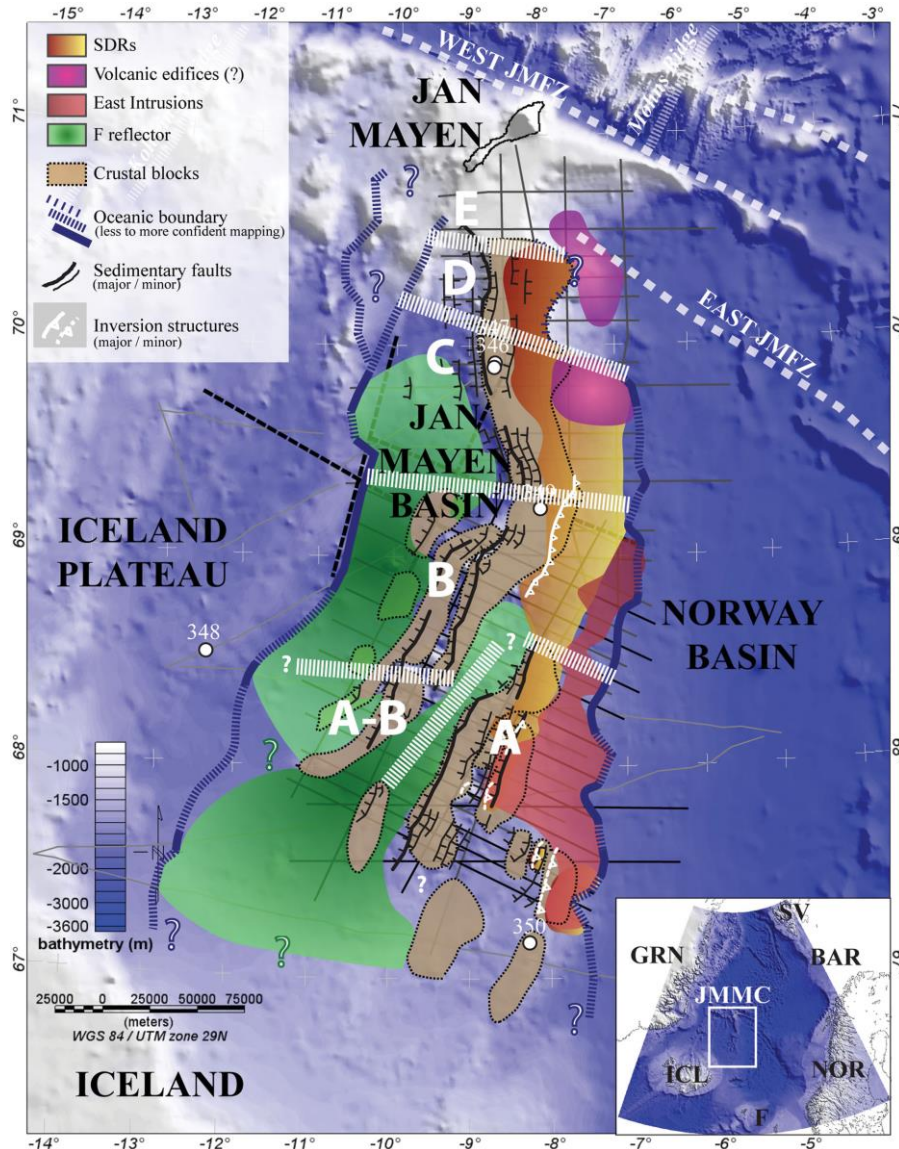 -15° -14° -13° -12° -11° -10° -9° -8° -7° -6° -5° -4° -3°
SDRs
Volcanic edifices (?)
East Intrusions
F reflector
Crustal blocks
Oceanic boundary
(less to more confident mapping)
Sedimentary faults
(major / minor)
Inversion structures
(major / minor)
WEST JMFZ
Mohns Ridge
71°
JAN
MAYEN
?
E
?
D
?
70°
EAST JMFZ
C
346
JAN
MAYEN
BASIN
69°
ICELAND
PLATEAU
B
NORWAY
BASIN
348
?
?
A-B
A
68°
?
-1000
-1500
-2000
-3000
-3600
bathymetry (m)
?
?
?
350
67°
?
25000 0 25000 50000 75000
(meters)
WGS 84 / UTM zone 29N
ICELAND
SV
GRN
BAR
JMMC
ICL
NOR
F
-14° -13° -12° -11° -10° -9° -8° -7° -6° -5° -4°